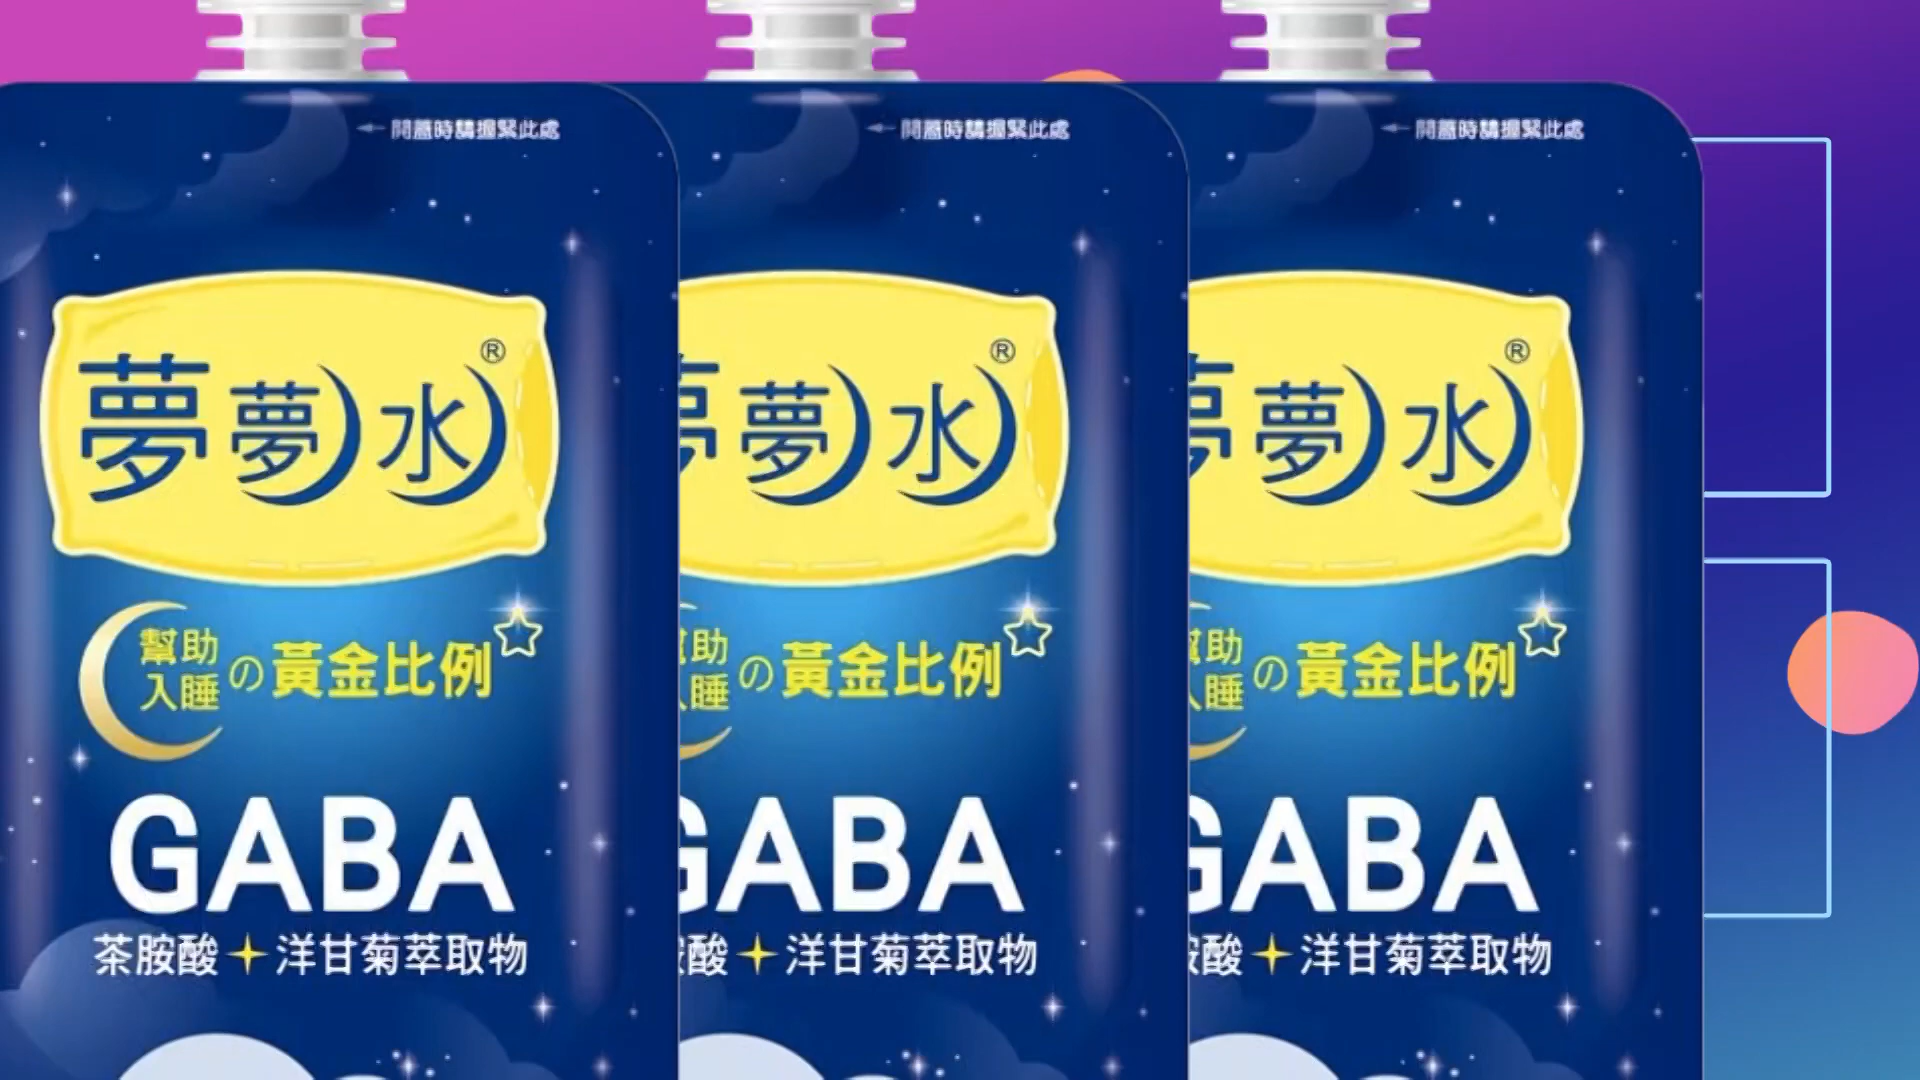 開蓋時請握緊此處
夢夢水®
幫助入睡の黃金比例
GABA
茶胺酸 洋甘菊萃取物
開蓋時請握緊此處
夢水®
助入睡の黃金比例
GABA
酸 洋甘菊萃取物
開蓋時請握緊此處
夢水®
助入睡の黃金比例
GABA
酸 洋甘菊萃取物